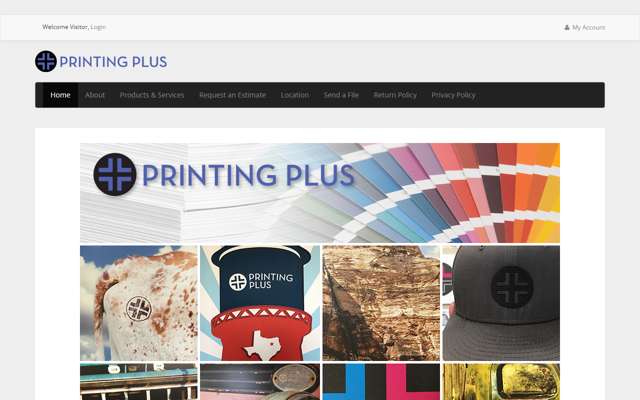 Welcome Visitor, Login
My Account
PRINTING PLUS
Home About Products & Services Request an Estimate Location Send a File Return Policy Privacy Policy
PRINTING PLUS
PRINTING
PLUS